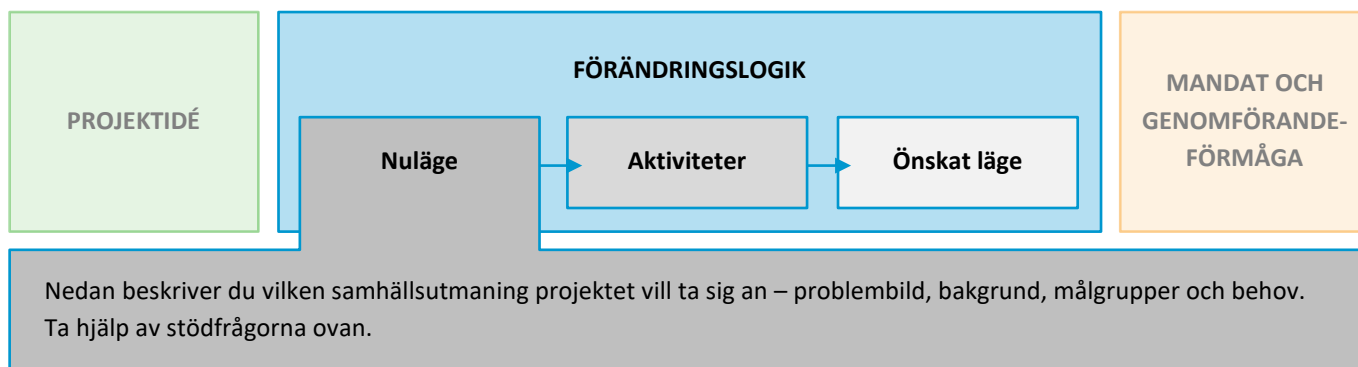 PROJEKTIDÉ
FÖRÄNDRINGSLOGIK
Nuläge
Aktiviteter
Önskat läge
MANDAT OCH
GENOMFÖRANDE-
FÖRMÅGA
Nedan beskriver du vilken samhällsutmaning projektet vill ta sig an – problembild, bakgrund, målgrupper och behov.
Ta hjälp av stödfrågorna ovan.